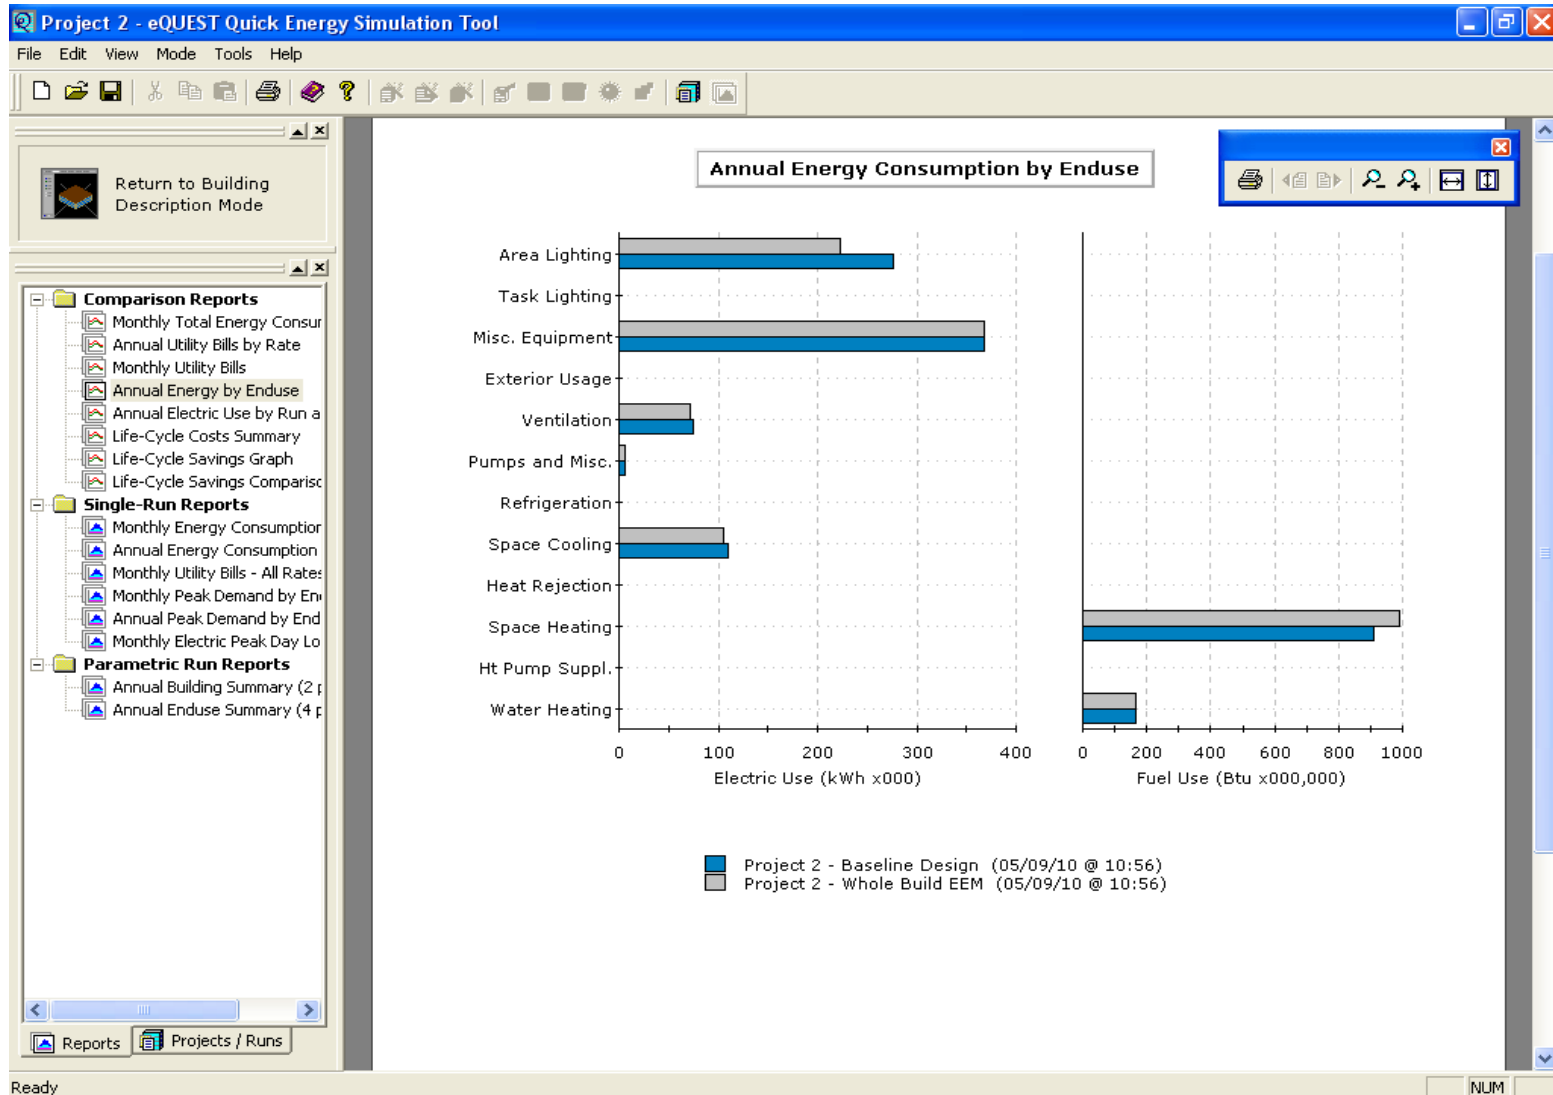 Project 2 - eQUEST Quick Energy Simulation Tool
File Edit View Mode Tools Help
Return to Building
Description Mode
Comparison Reports
Monthly Total Energy Consur
Annual Utility Bills by Rate
Monthly Utility Bills
Annual Energy by Enduse
Annual Electric Use by Run a
Life-Cycle Costs Summary
Life-Cycle Savings Graph
Life-Cycle Savings Comparisc
Single-Run Reports
Monthly Energy Consumptior
Annual Energy Consumption
Monthly Utility Bills - All Rates
Monthly Peak Demand by En
Annual Peak Demand by End
Monthly Electric Peak Day Lo
Parametric Run Reports
Annual Building Summary (2 p
Annual Enduse Summary (4 p
Reports Projects / Runs
Annual Energy Consumption by Enduse
Area Lighting
Task Lighting
Misc. Equipment
Exterior Usage
Ventilation
Pumps and Misc.
Refrigeration
Space Cooling
Heat Rejection
Space Heating
Ht Pump Suppl.
Water Heating
0 100 200 300 400
Electric Use (kWh x000)
0 200 400 600 800 1000
Fuel Use (Btu x000,000)
Project 2 - Baseline Design (05/09/10 @ 10:56)
Project 2 - Whole Build EEM (05/09/10 @ 10:56)
Ready
NUM